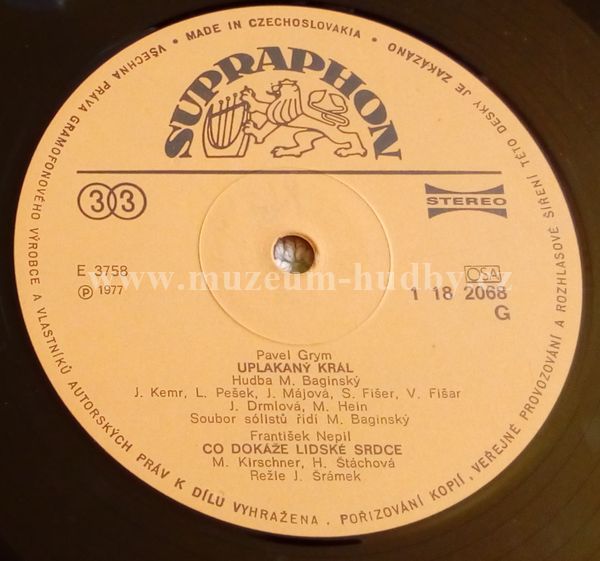 VŠECHNA PRÁVA GRAMOFONOVÉHO VÝROBCE A VLASTNÍKŮ AUTORSKÝCH PRÁV K DÍLU VYHRAŽENA. POŘIZOVÁNÍ KOPIÍ, VEŘEJNÉ PROVOZOVÁNÍ A ROZHLASOVÉ ŠÍŘENÍ TÉTO DESKY JE ZAKÁZÁNO • MADE IN CZECHOSLOVAKIA •
SUPRAPHON
33
STEREO
E 3758
℗ 1977
www.muzeum-hudby.cz
OSA
1 18 2068
G
Pavel Grym
UPLAKANÝ KRÁL
Hudba M. Baginský
J. Kemr, L. Pešek, J. Májová, S. Fišer, V. Fišar
J. Drmlová, M. Hein
Soubor sólistů řídí M. Baginský
František Nepil
CO DOKÁŽE LIDSKÉ SRDCE
M. Kirschner, H. Štáchová
Režie J. Šrámek